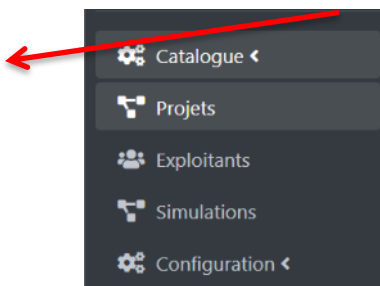 Catalogue
Projets
Exploitants
Simulations
Configuration